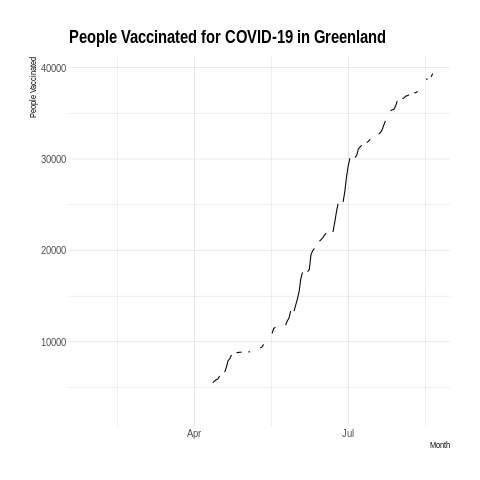 People Vaccinated for COVID-19 in Greenland
People Vaccinated
40000
30000
20000
10000
Apr
Jul
Month